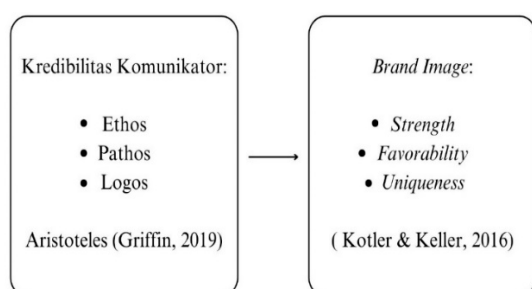 Kredibilitas Komunikator:
• Ethos
• Pathos
• Logos
Aristoteles (Griffin, 2019)
Brand Image:
• Strength
• Favorability
• Uniqueness
( Kotler & Keller, 2016)